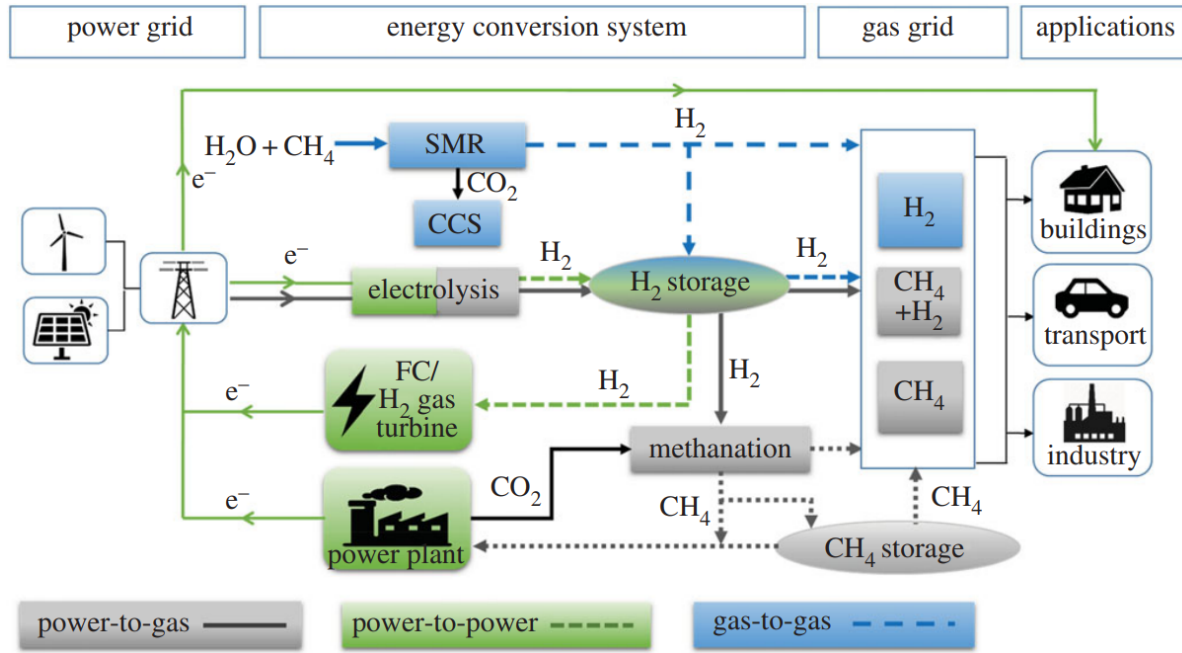 power grid
energy conversion system
gas grid
applications
H₂O + CH₄
SMR
H₂
e⁻
CO₂
CCS
H₂
buildings
e⁻
electrolysis
H₂
H₂ storage
H₂
CH₄
+H₂
transport
FC/
H₂ gas
turbine
e⁻
H₂
H₂
CH₄
methanation
industry
e⁻
power plant
CO₂
CH₄
CH₄ storage
CH₄
power-to-gas
power-to-power
gas-to-gas